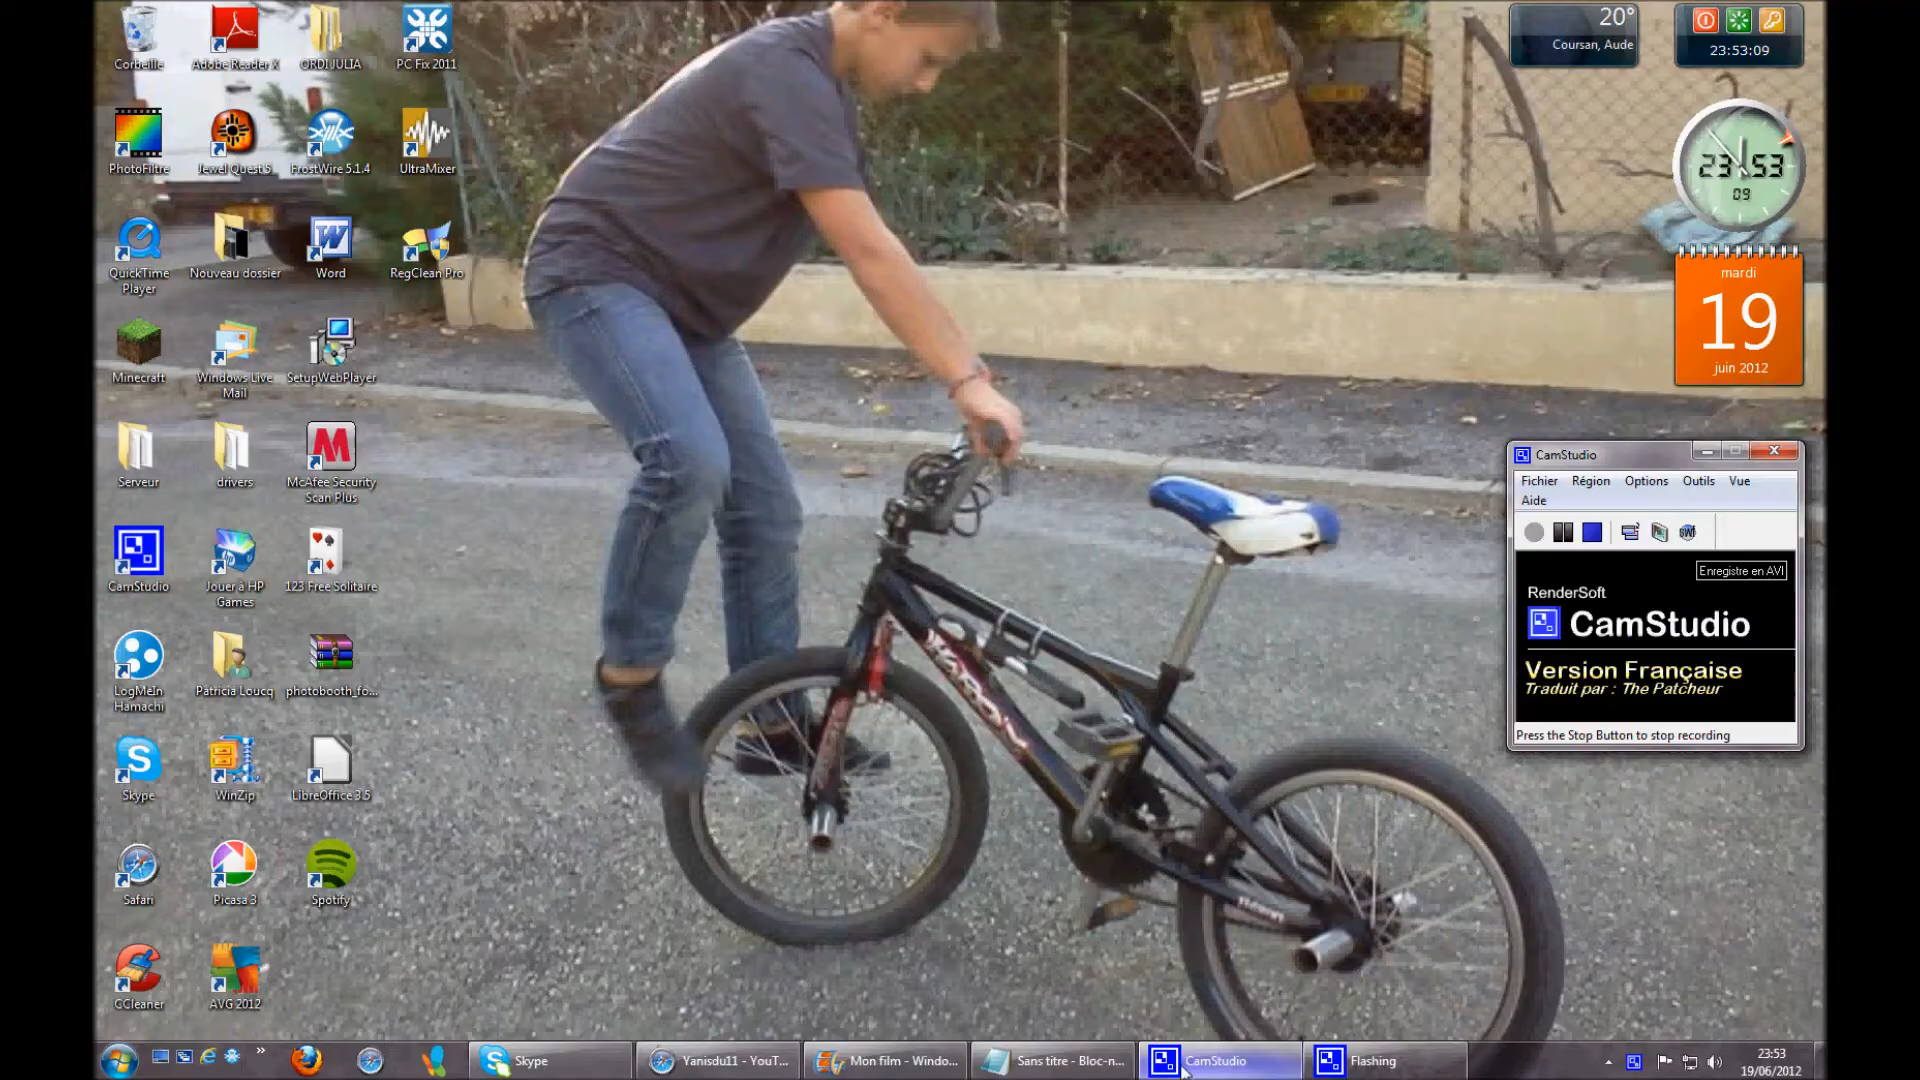 Corbeille
Adobe Reader X
ORDI JULIA
PC Fix 2011
PhotoFiltre
Jewel Quest 5
FrostWire 5.1.4
UltraMixer
QuickTime
Player
Nouveau dossier
Word
RegClean Pro
Minecraft
Windows Live
Mail
SetupWebPlayer
Serveur
drivers
McAfee Security
Scan Plus
CamStudio
Jouer à HP
Games
123 Free Solitaire
LogMeIn
Hamachi
Patricia Loucq
photobooth_fo...
Skype
WinZip
LibreOffice 3.5
Safari
Picasa 3
Spotify
CCleaner
AVG 2012
20°
Coursan, Aude
23:53:09
23:53
09
mardi
19
juin 2012
CamStudio
Fichier Région Options Outils Vue
Aide
Enregistre en AVI
RenderSoft
CamStudio
Version Française
Traduit par : The Patcheur
Press the Stop Button to stop recording
» Skype Yanisdu11 - YouT... Mon film - Windo... Sans titre - Bloc-n... CamStudio Flashing
23:53
19/06/2012